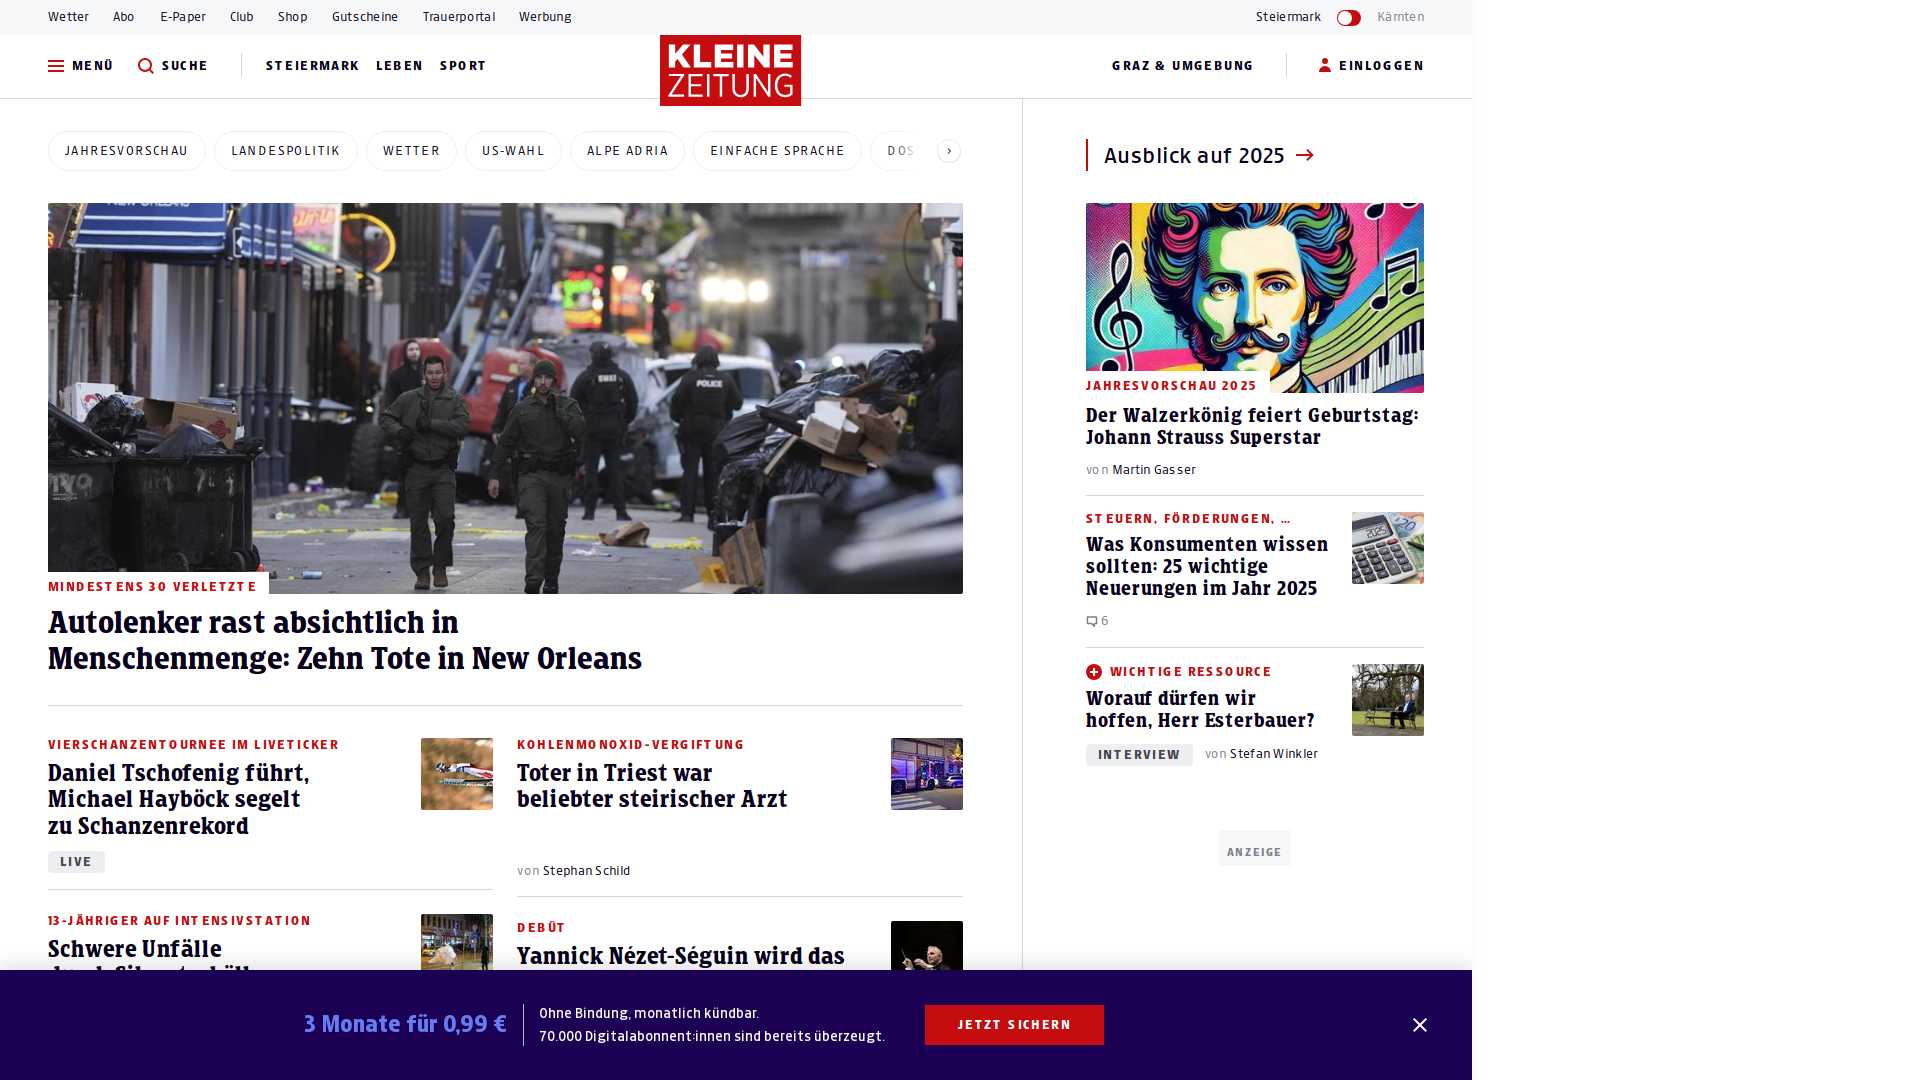 Wetter
Abo
E-Paper
Club
Shop
Gutscheine
Trauerportal
Werbung
Steiermark
Kärnten
MENÜ
SUCHE
STEIERMARK
LEBEN
SPORT
KLEINE
ZEITUNG
GRAZ & UMGEBUNG
EINLOGGEN
JAHRESVORSCHAU
LANDESPOLITIK
WETTER
US-WAHL
ALPE ADRIA
EINFACHE SPRACHE
NEW ORLEANS
SWAT
POLICE
MINDESTENS 30 VERLETZTE
Autolenker rast absichtlich in
Menschenmenge: Zehn Tote in New Orleans
VIERSCHANZENTOURNEE IM LIVETICKER
Daniel Tschofenig führt,
Michael Hayböck segelt
zu Schanzenrekord
LIVE
KOHLENMONOXID-VERGIFTUNG
Toter in Triest war
beliebter steirischer Arzt
von Stephan Schild
13-JÄHRIGER AUF INTENSIVSTATION
Schwere Unfälle
DEBÜT
Yannick Nézet-Séguin wird das
Ausblick auf 2025
JAHRESVORSCHAU 2025
Der Walzerkönig feiert Geburtstag:
Johann Strauss Superstar
von Martin Gasser
STEUERN, FÖRDERUNGEN, ...
Was Konsumenten wissen
sollten: 25 wichtige
Neuerungen im Jahr 2025
2025
20
6
WICHTIGE RESSOURCE
Worauf dürfen wir
hoffen, Herr Esterbauer?
INTERVIEW
von Stefan Winkler
ANZEIGE
3 Monate für 0,99 €
Ohne Bindung, monatlich kündbar.
70.000 Digitalabonnent:innen sind bereits überzeugt.
JETZT SICHERN